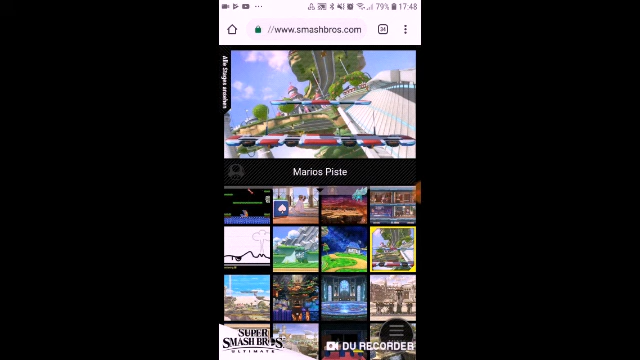 79% 17:48
//www.smashbros.com
34
Alle Stages ansehen
Marios Piste
SUPER
SMASH BROS.
ULTIMATE
DU RECORDER